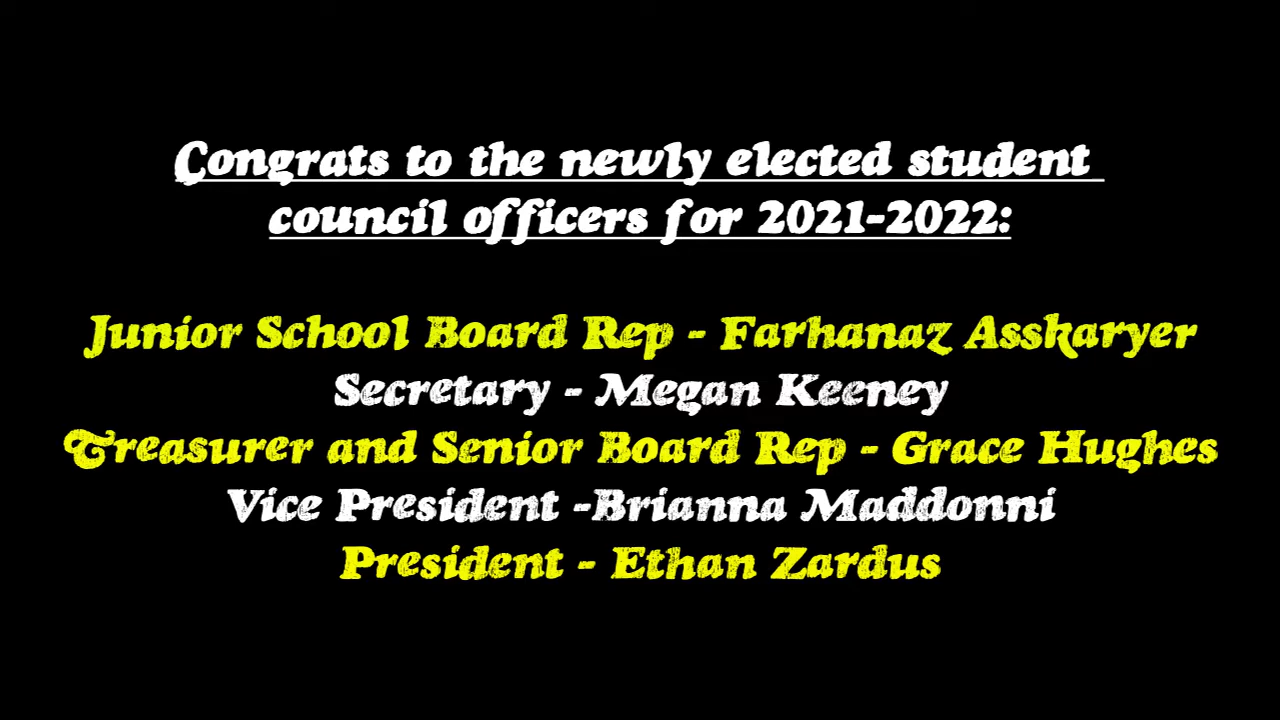 Congrats to the newly elected student
council officers for 2021-2022:
Junior School Board Rep - Farhanaz Asskaryer
Secretary - Megan Keeney
Treasurer and Senior Board Rep - Grace Hughes
Vice President -Brianna Maddonni
President - Ethan Zardus